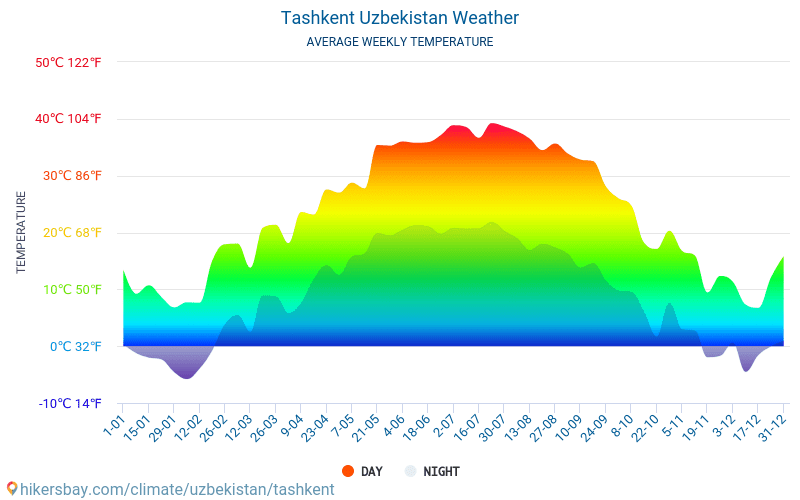 Tashkent Uzbekistan Weather
AVERAGE WEEKLY TEMPERATURE
TEMPERATURE
50°C 122°F
40°C 104°F
30°C 86°F
20°C 68°F
10°C 50°F
0°C 32°F
-10°C 14°F
1-01 15-01 29-01 12-02 26-02 12-03 26-03 9-04 23-04 7-05 21-05 4-06 18-06 2-07 16-07 30-07 13-08 27-08 10-09 24-09 8-10 22-10 5-11 19-11 3-12 17-12 31-12
DAY NIGHT
hikersbay.com/climate/uzbekistan/tashkent